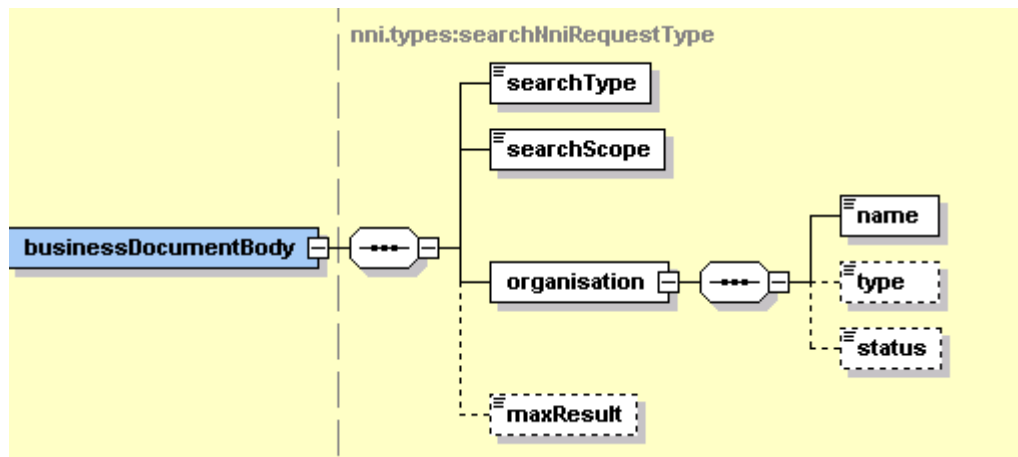 nni.types:searchNniRequestType
searchType
searchScope
businessDocumentBody
name
organisation
type
status
maxResult